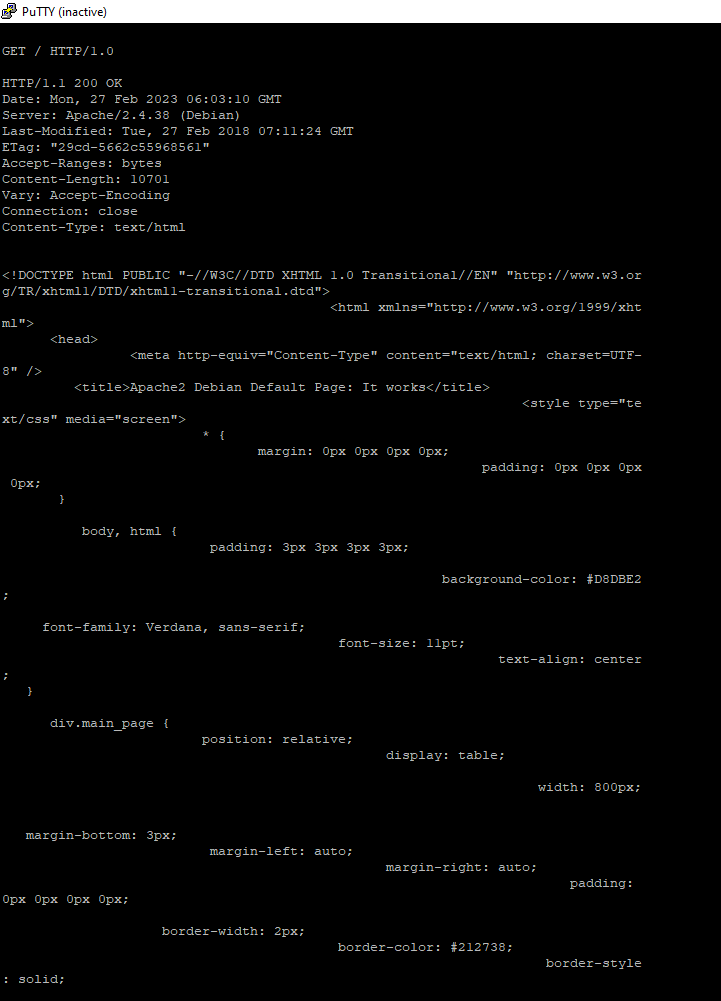 PuTTY (inactive)
GET / HTTP/1.0
HTTP/1.1 200 OK
Date: Mon, 27 Feb 2023 06:03:10 GMT
Server: Apache/2.4.38 (Debian)
Last-Modified: Tue, 27 Feb 2018 07:11:24 GMT
ETag: "29cd-5662c55968561"
Accept-Ranges: bytes
Content-Length: 10701
Vary: Accept-Encoding
Connection: close
Content-Type: text/html
<!DOCTYPE html PUBLIC "-//W3C//DTD XHTML 1.0 Transitional//EN" "http://www.w3.or
g/TR/xhtml1/DTD/xhtml1-transitional.dtd">
<html xmlns="http://www.w3.org/1999/xht
ml">
<head>
<meta http-equiv="Content-Type" content="text/html; charset=UTF-
8" />
<title>Apache2 Debian Default Page: It works</title>
<style type="te
xt/css" media="screen">
* {
margin: 0px 0px 0px 0px;
padding: 0px 0px 0px
0px;
}
body, html {
padding: 3px 3px 3px 3px;
background-color: #D8DBE2
;
font-family: Verdana, sans-serif;
font-size: 11pt;
text-align: center
;
}
div.main_page {
position: relative;
display: table;
width: 800px;
margin-bottom: 3px;
margin-left: auto;
margin-right: auto;
padding:
0px 0px 0px 0px;
border-width: 2px;
border-color: #212738;
border-style
: solid;